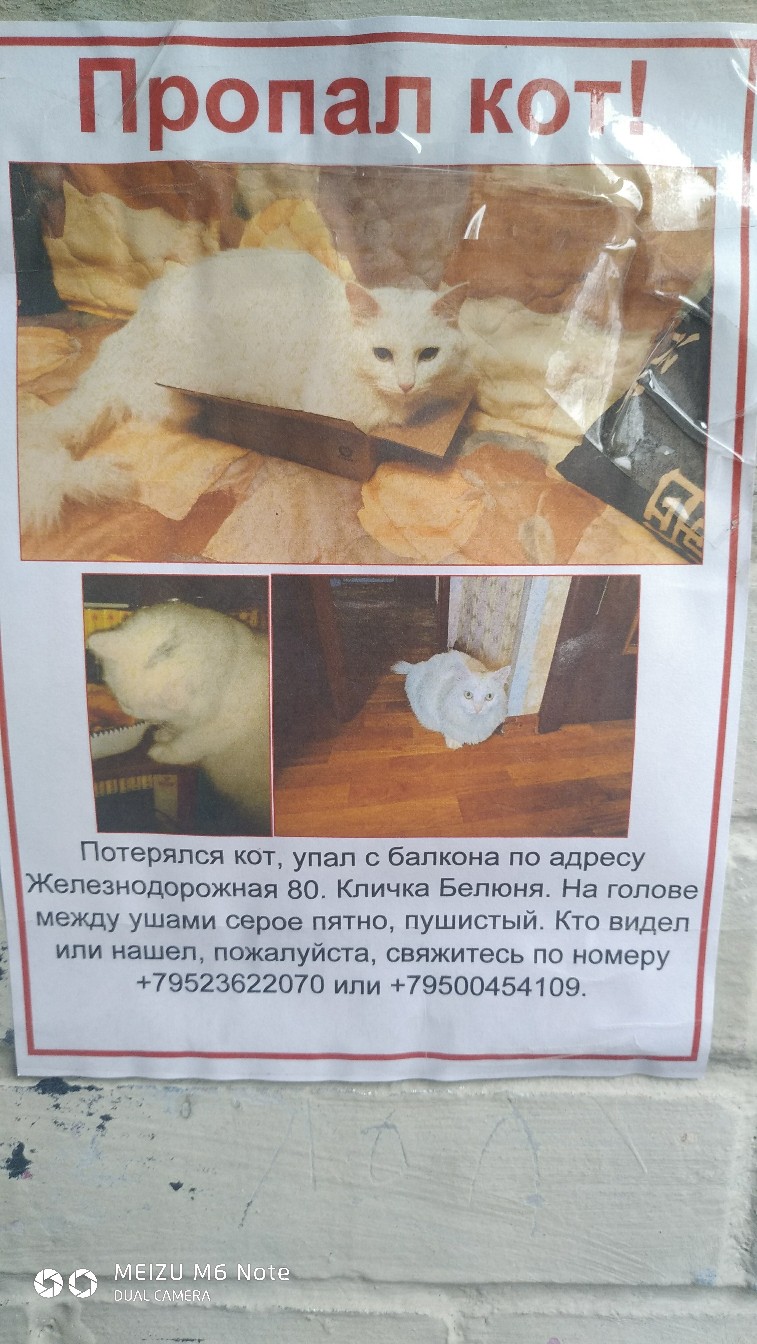 Пропал кот!
Потерялся кот, упал с балкона по адресу
Железнодорожная 80. Кличка Белюня. На голове
между ушами серое пятно, пушистый. Кто видел
или нашел, пожалуйста, свяжитесь по номеру
+79523622070 или +79500454109.
MEIZU M6 Note
DUAL CAMERA